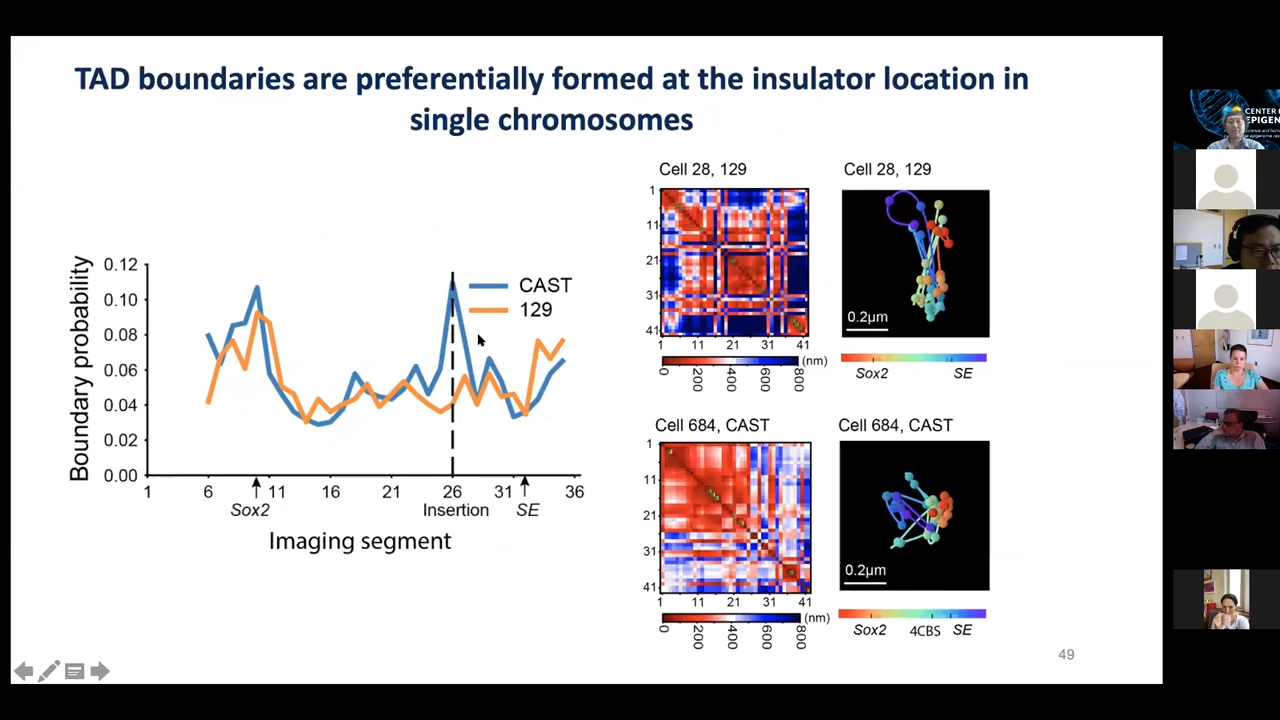 TAD boundaries are preferentially formed at the insulator location in
single chromosomes
Boundary probability
0.12
0.10
0.08
0.06
0.04
0.02
0.00
1
6
11
16
21
26
31
36
Sox2
Insertion
SE
Imaging segment
CAST
129
Cell 28, 129
1
11
21
31
41
1
11
21
31
41
(nm)
0
200
400
600
800
Cell 28, 129
0.2µm
Sox2
SE
Cell 684, CAST
1
11
21
31
41
1
11
21
31
41
(nm)
0
200
400
600
800
Cell 684, CAST
0.2µm
Sox2
4CBS
SE
49
CENTER
EPIGEN